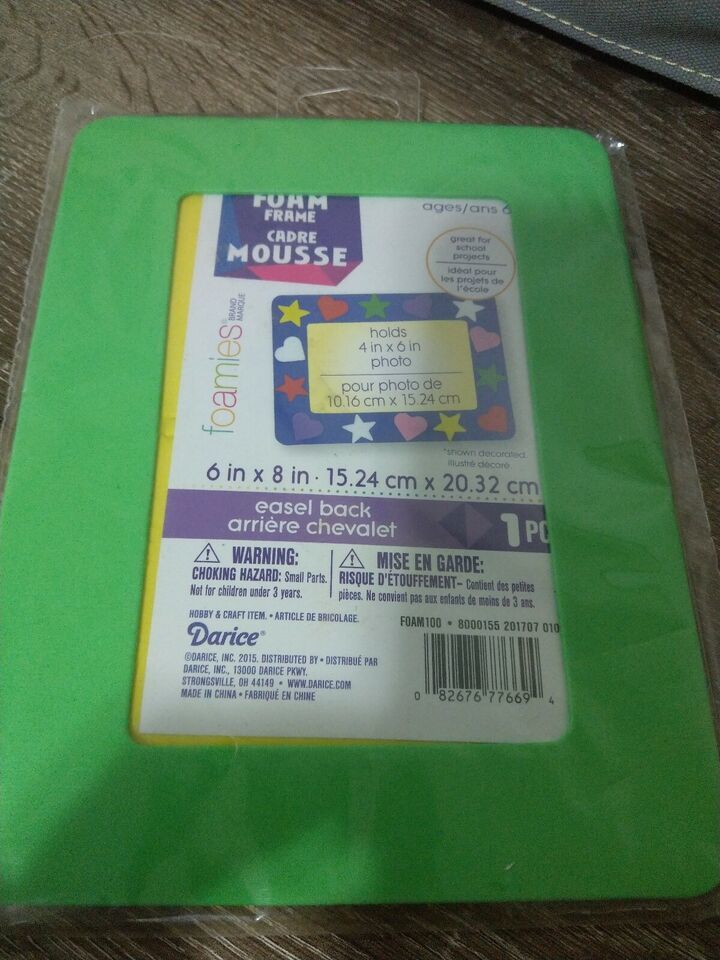 FOAM
FRAME
CADRE
MOUSSE
ages/ans 6
great for
school
projects
idéal pour
les projets de
l'école
foamies®
BRAND
MARQUE
holds
4 in x 6 in
photo
pour photo de
10.16 cm x 15.24 cm
*shown decorated.
illustré décoré.
6 in x 8 in · 15.24 cm x 20.32 cm
easel back
arrière chevalet
1 PC
WARNING:
CHOKING HAZARD: Small Parts.
Not for children under 3 years.
MISE EN GARDE:
RISQUE D'ÉTOUFFEMENT– Contient des petites
pièces. Ne convient pas aux enfants de moins de 3 ans.
HOBBY & CRAFT ITEM. • ARTICLE DE BRICOLAGE.
Darice®
©DARICE, INC. 2015. DISTRIBUTED BY • DISTRIBUÉ PAR
DARICE, INC., 13000 DARICE PKWY.
STRONGSVILLE, OH 44149 • WWW.DARICE.COM
MADE IN CHINA • FABRIQUÉ EN CHINE
FOAM100 • 8000155 201707 010
0 82676 77669 4